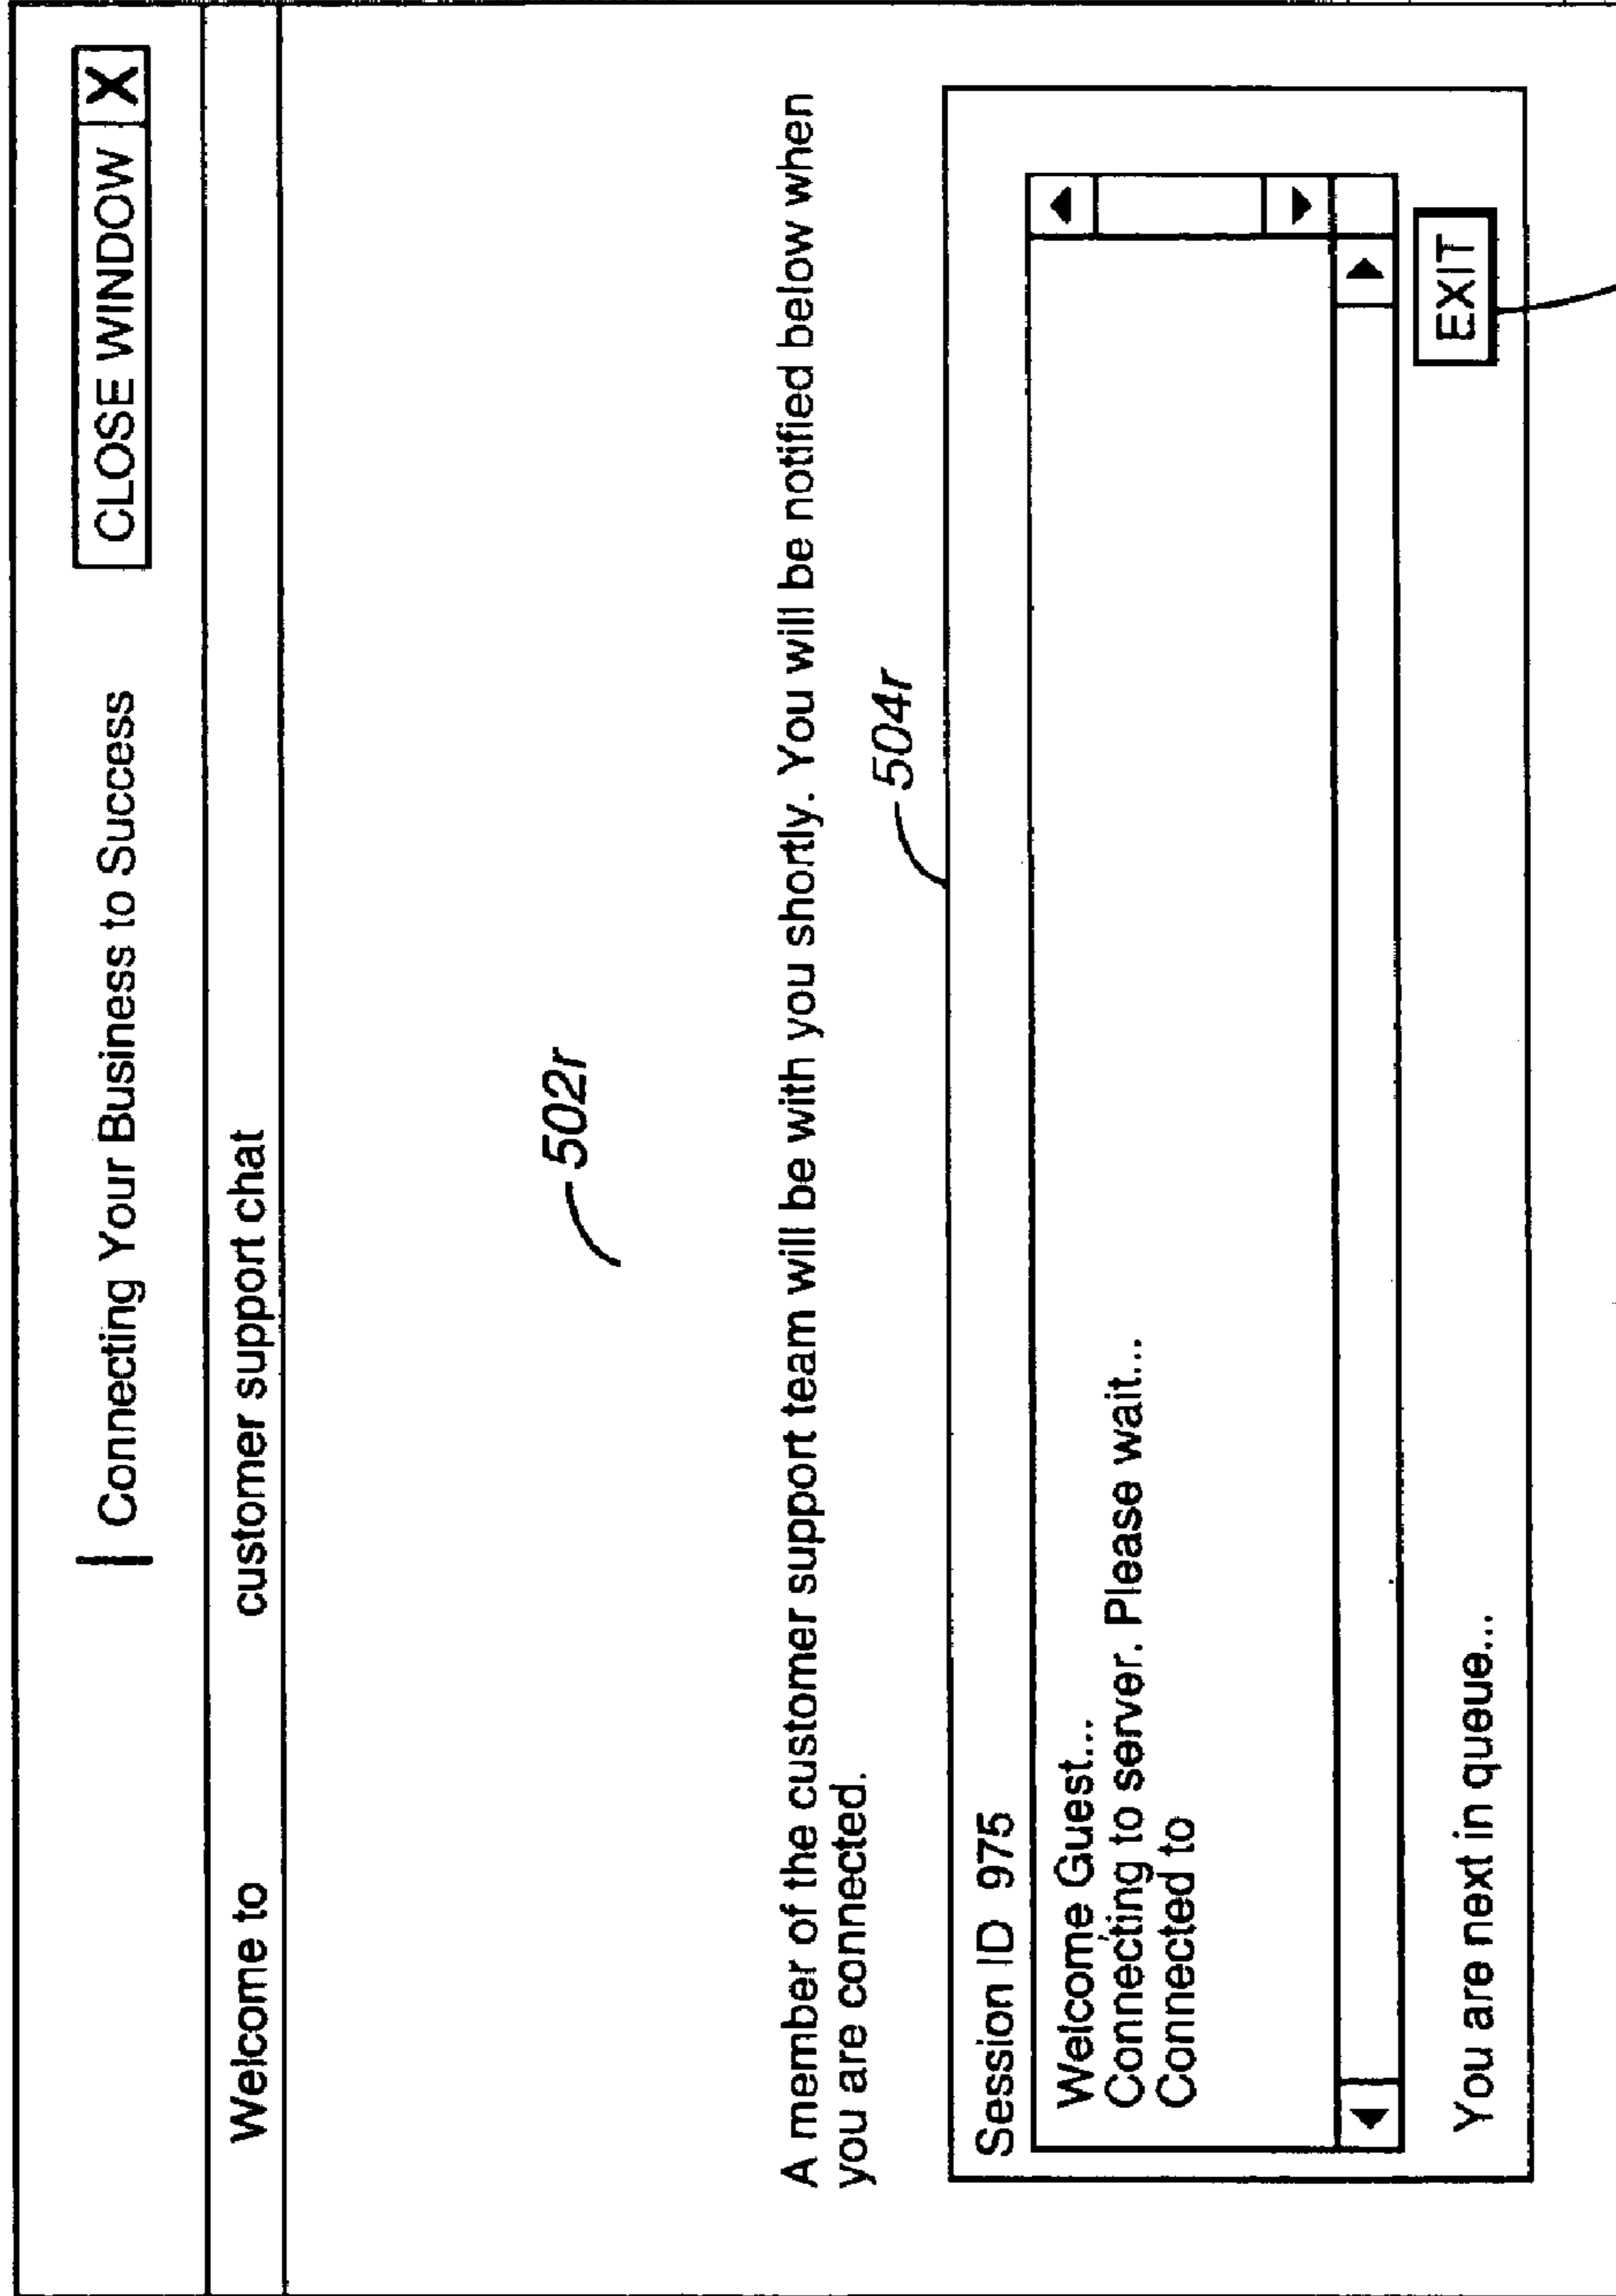 Connecting Your Business to Success CLOSE WINDOW X
Welcome to customer support chat
502r
A member of the customer support team will be with you shortly. You will be notified below when
you are connected.
504r
Session ID 975
Welcome Guest...
Connecting to server. Please wait...
Connected to
EXIT
You are next in queue...